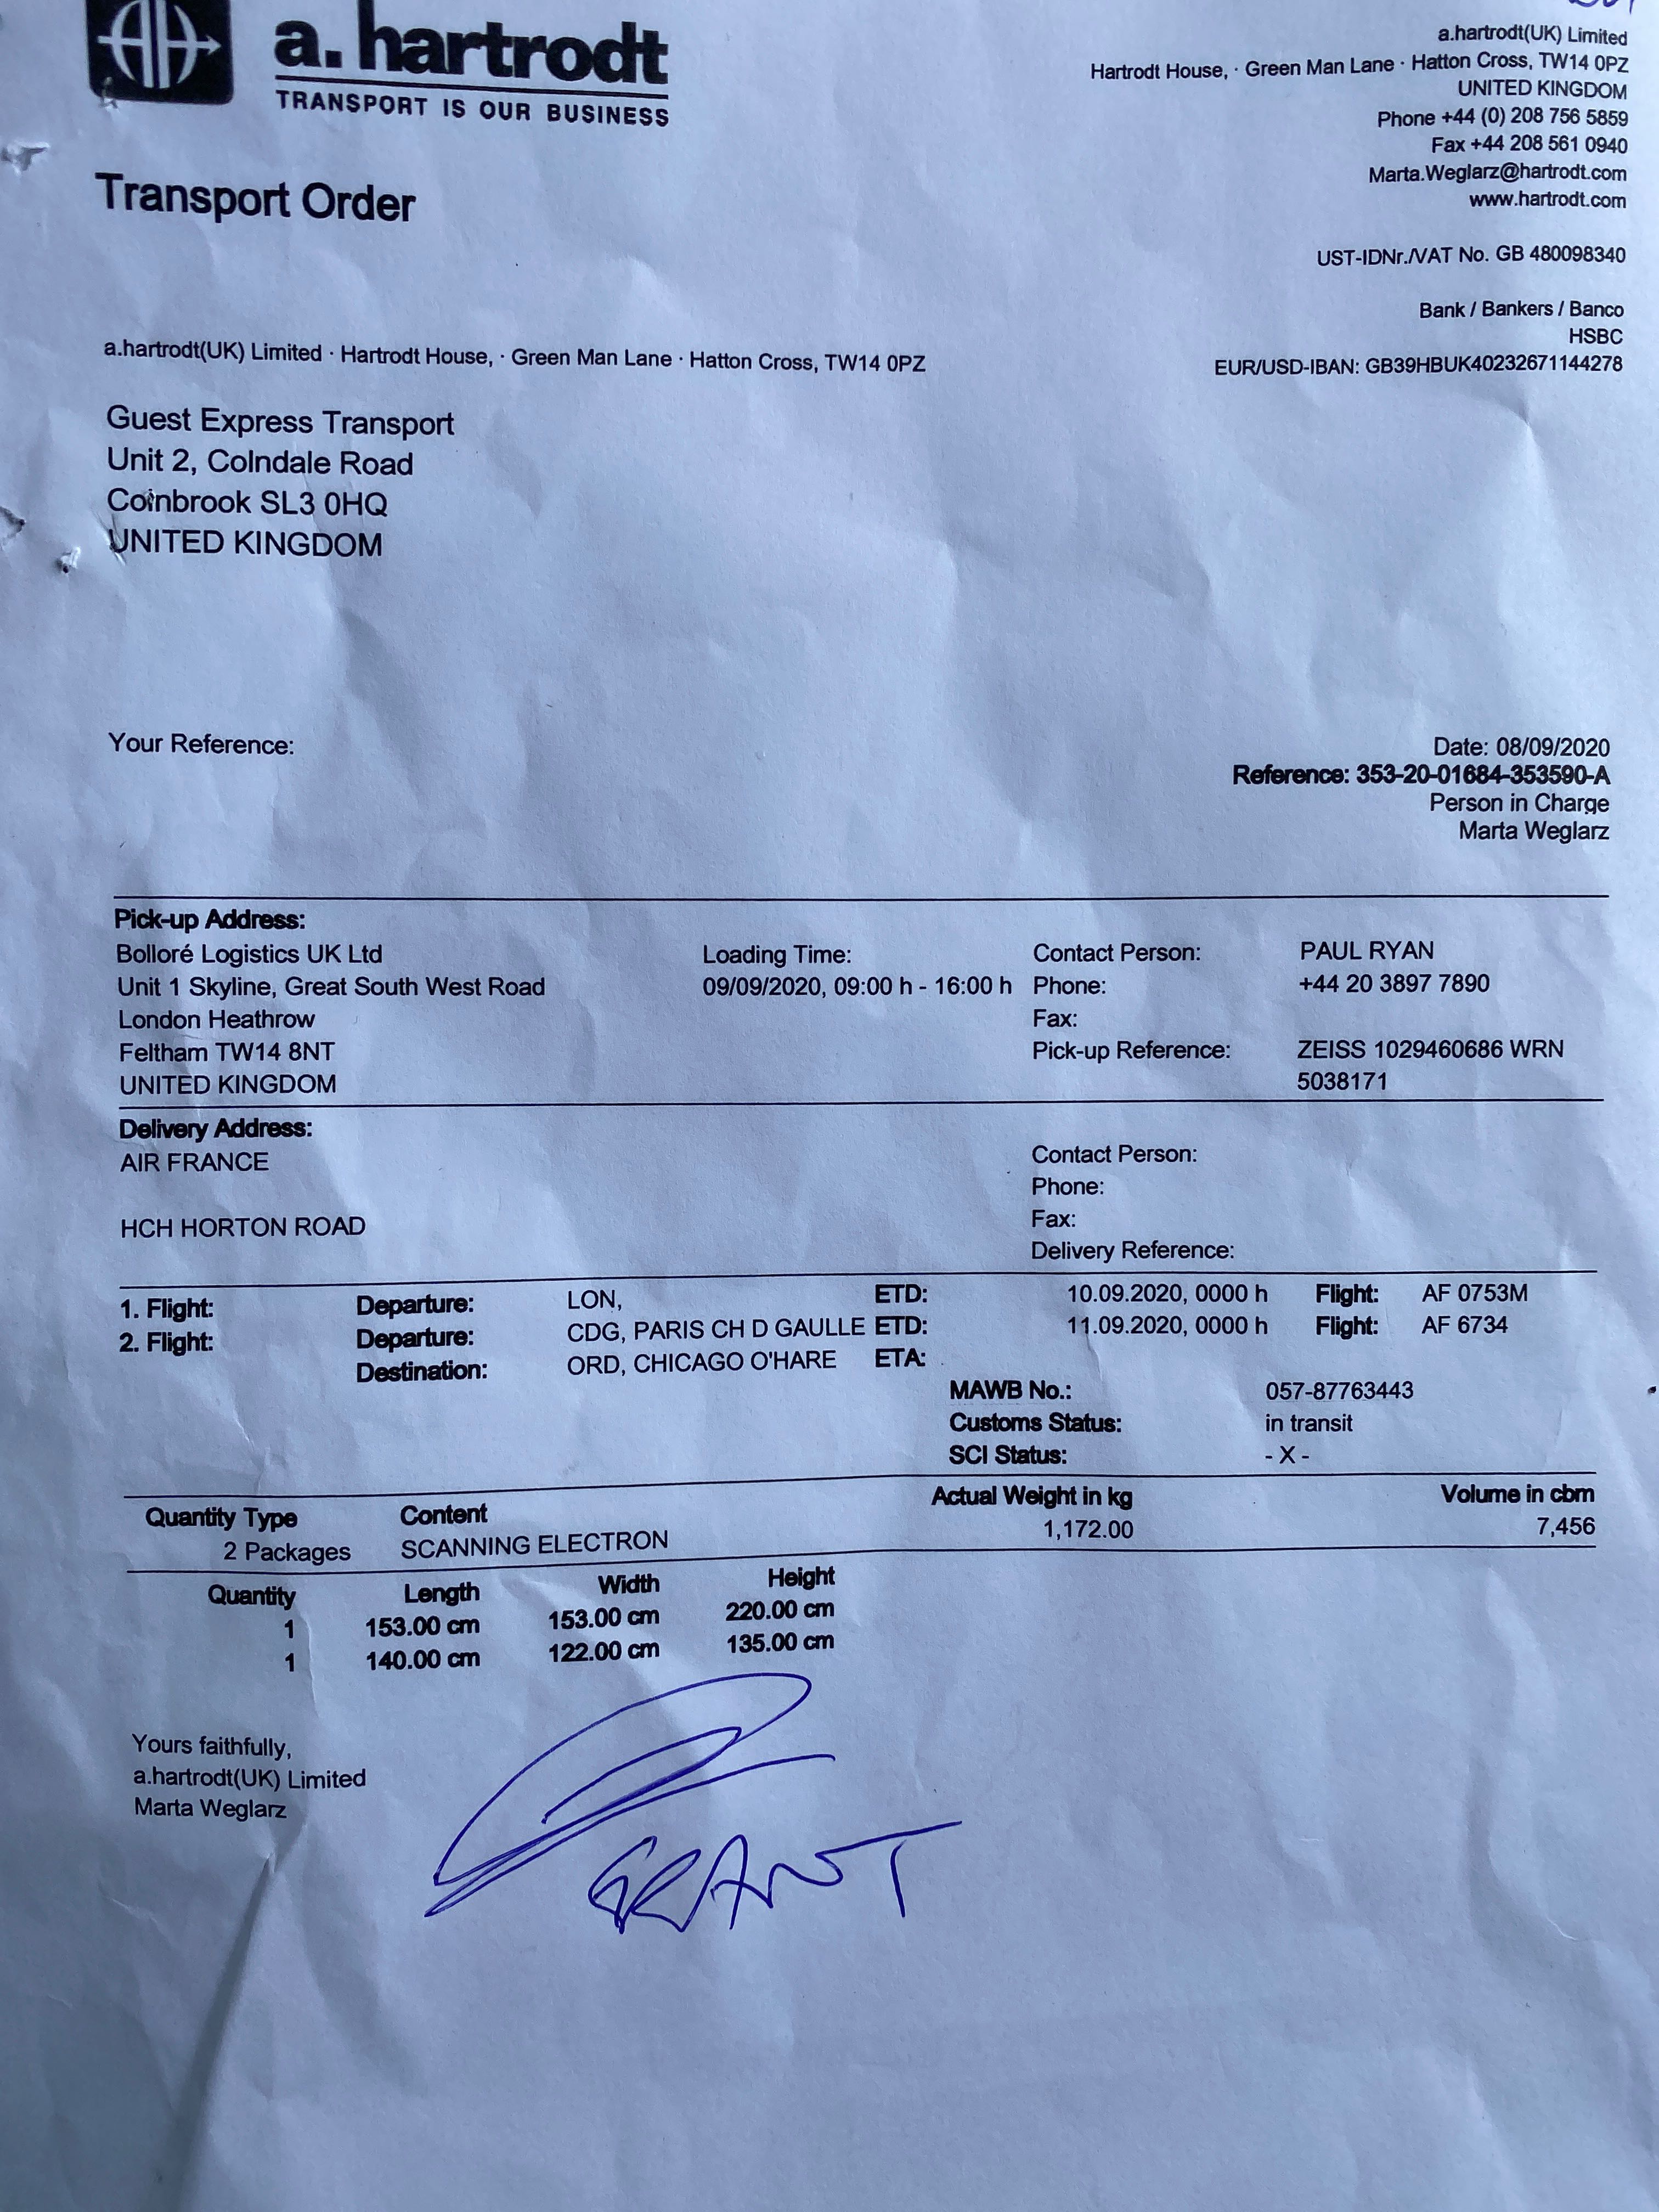 a. hartrodt
TRANSPORT IS OUR BUSINESS
a.hartrodt(UK) Limited
Hartrodt House, · Green Man Lane · Hatton Cross, TW14 0PZ
UNITED KINGDOM
Phone +44 (0) 208 756 5859
Fax +44 208 561 0940
Marta.Weglarz@hartrodt.com
www.hartrodt.com
Transport Order
UST-IDNr./VAT No. GB 480098340
Bank / Bankers / Banco
HSBC
EUR/USD-IBAN: GB39HBUK40232671144278
a.hartrodt(UK) Limited · Hartrodt House, · Green Man Lane · Hatton Cross, TW14 0PZ
Guest Express Transport
Unit 2, Colndale Road
Coinbrook SL3 0HQ
UNITED KINGDOM
Your Reference:
Date: 08/09/2020
Reference: 353-20-01684-353590-A
Person in Charge
Marta Weglarz
Pick-up Address:
Bolloré Logistics UK Ltd Loading Time: Contact Person: PAUL RYAN
Unit 1 Skyline, Great South West Road 09/09/2020, 09:00 h - 16:00 h Phone: +44 20 3897 7890
London Heathrow Fax:
Feltham TW14 8NT Pick-up Reference: ZEISS 1029460686 WRN
UNITED KINGDOM 5038171
Delivery Address:
AIR FRANCE Contact Person:
Phone:
HCH HORTON ROAD Fax:
Delivery Reference:
1. Flight: Departure: LON, ETD: 10.09.2020, 0000 h Flight: AF 0753M
2. Flight: Departure: CDG, PARIS CH D GAULLE ETD: 11.09.2020, 0000 h Flight: AF 6734
Destination: ORD, CHICAGO O'HARE ETA:
MAWB No.: 057-87763443
Customs Status: in transit
SCI Status: - X -
Quantity Type Content Actual Weight in kg Volume in cbm
2 Packages SCANNING ELECTRON 1,172.00 7,456
Quantity Length Width Height
1 153.00 cm 153.00 cm 220.00 cm
1 140.00 cm 122.00 cm 135.00 cm
Yours faithfully,
a.hartrodt(UK) Limited
Marta Weglarz
GRANT